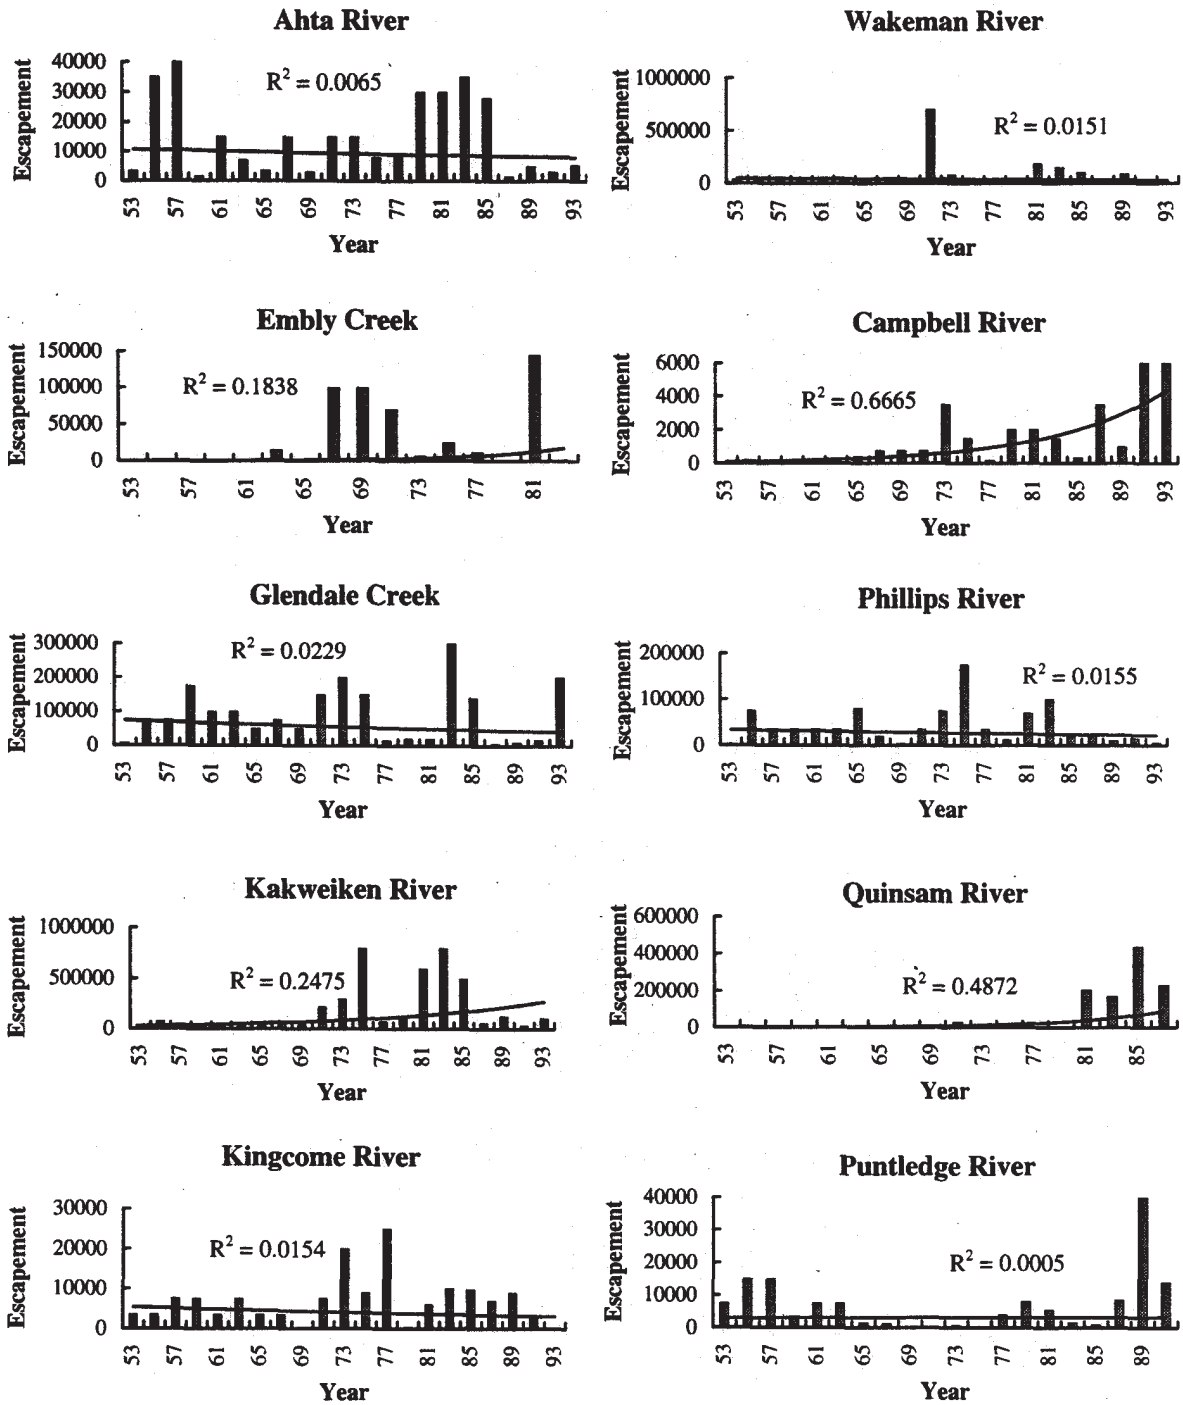 Ahta River
Escapement
40000
30000
20000
10000
0
R² = 0.0065
53 57 61 65 69 73 77 81 85 89 93
Year
Wakeman River
Escapement
1000000
500000
0
R² = 0.0151
53 57 61 65 69 73 77 81 85 89 93
Year
Embly Creek
Escapement
150000
100000
50000
0
R² = 0.1838
53 57 61 65 69 73 77 81
Year
Campbell River
Escapement
6000
4000
2000
0
R² = 0.6665
53 57 61 65 69 73 77 81 85 89 93
Year
Glendale Creek
Escapement
300000
200000
100000
0
R² = 0.0229
53 57 61 65 69 73 77 81 85 89 93
Year
Phillips River
Escapement
200000
100000
0
R² = 0.0155
53 57 61 65 69 73 77 81 85 89 93
Year
Kakweiken River
Escapement
1000000
500000
0
R² = 0.2475
53 57 61 65 69 73 77 81 85 89 93
Year
Quinsam River
Escapement
600000
400000
200000
0
R² = 0.4872
53 57 61 65 69 73 77 81 85
Year
Kingcome River
Escapement
30000
20000
10000
0
R² = 0.0154
53 57 61 65 69 73 77 81 85 89 93
Year
Puntledge River
Escapement
40000
30000
20000
10000
0
R² = 0.0005
53 57 61 65 69 73 77 81 85 89
Year